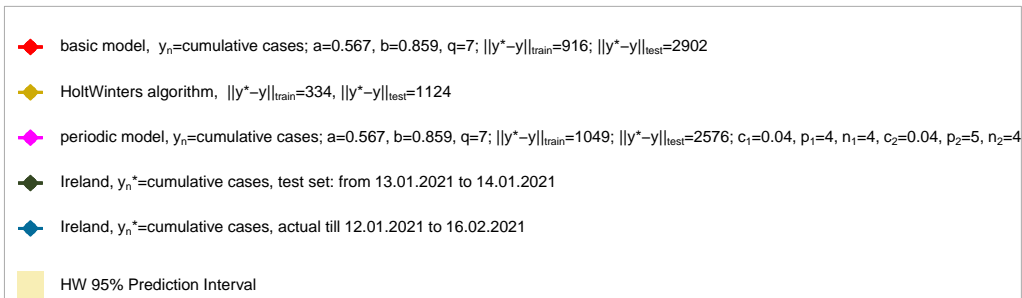 basic model, yₙ=cumulative cases; a=0.567, b=0.859, q=7; ||y*−y||train=916; ||y*−y||test=2902
HoltWinters algorithm, ||y*−y||train=334, ||y*−y||test=1124
periodic model, yₙ=cumulative cases; a=0.567, b=0.859, q=7; ||y*−y||train=1049; ||y*−y||test=2576; c₁=0.04, p₁=4, n₁=4, c₂=0.04, p₂=5, n₂=4
Ireland, yₙ*=cumulative cases, test set: from 13.01.2021 to 14.01.2021
Ireland, yₙ*=cumulative cases, actual till 12.01.2021 to 16.02.2021
HW 95% Prediction Interval